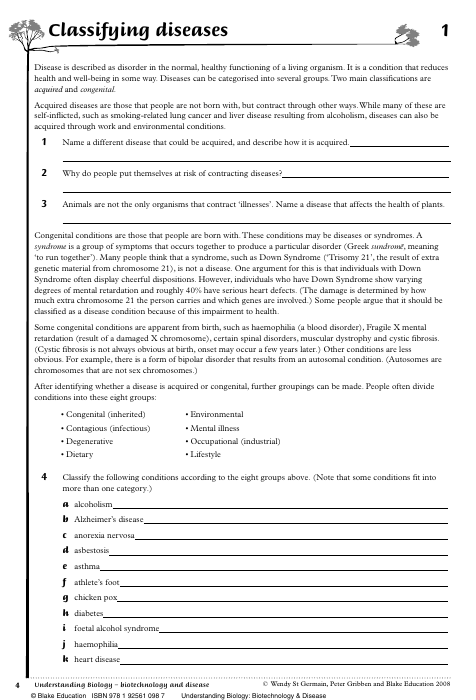 Classifying diseases 1
Disease is described as disorder in the normal, healthy functioning of a living organism. It is a condition that reduces
health and well-being in some way. Diseases can be categorised into several groups. Two main classifications are
acquired and congenital.
Acquired diseases are those that people are not born with, but contract through other ways. While many of these are
self-inflicted, such as smoking-related lung cancer and liver disease resulting from alcoholism, diseases can also be
acquired through work and environmental conditions.
1 Name a different disease that could be acquired, and describe how it is acquired.
2 Why do people put themselves at risk of contracting diseases?
3 Animals are not the only organisms that contract 'illnesses'. Name a disease that affects the health of plants.
Congenital conditions are those that people are born with. These conditions may be diseases or syndromes. A
syndrome is a group of symptoms that occurs together to produce a particular disorder (Greek sundromē, meaning
'to run together'). Many people think that a syndrome, such as Down Syndrome ('Trisomy 21', the result of extra
genetic material from chromosome 21), is not a disease. One argument for this is that individuals with Down
Syndrome often display cheerful dispositions. However, individuals who have Down Syndrome show varying
degrees of mental retardation and roughly 40% have serious heart defects. (The damage is determined by how
much extra chromosome 21 the person carries and which genes are involved.) Some people argue that it should be
classified as a disease condition because of this impairment to health.
Some congenital conditions are apparent from birth, such as haemophilia (a blood disorder), Fragile X mental
retardation (result of a damaged X chromosome), certain spinal disorders, muscular dystrophy and cystic fibrosis.
(Cystic fibrosis is not always obvious at birth, onset may occur a few years later.) Other conditions are less
obvious. For example, there is a form of bipolar disorder that results from an autosomal condition. (Autosomes are
chromosomes that are not sex chromosomes.)
After identifying whether a disease is acquired or congenital, further groupings can be made. People often divide
conditions into these eight groups:
• Congenital (inherited) • Environmental
• Contagious (infectious) • Mental illness
• Degenerative • Occupational (industrial)
• Dietary • Lifestyle
4 Classify the following conditions according to the eight groups above. (Note that some conditions fit into
more than one category.)
a alcoholism
b Alzheimer's disease
c anorexia nervosa
d asbestosis
e asthma
f athlete's foot
g chicken pox
h diabetes
i foetal alcohol syndrome
j haemophilia
k heart disease
4 Understanding Biology – biotechnology and disease © Wendy St Germain, Peter Gribben and Blake Education 2008
© Blake Education ISBN 978 1 92561 098 7 Understanding Biology: Biotechnology & Disease